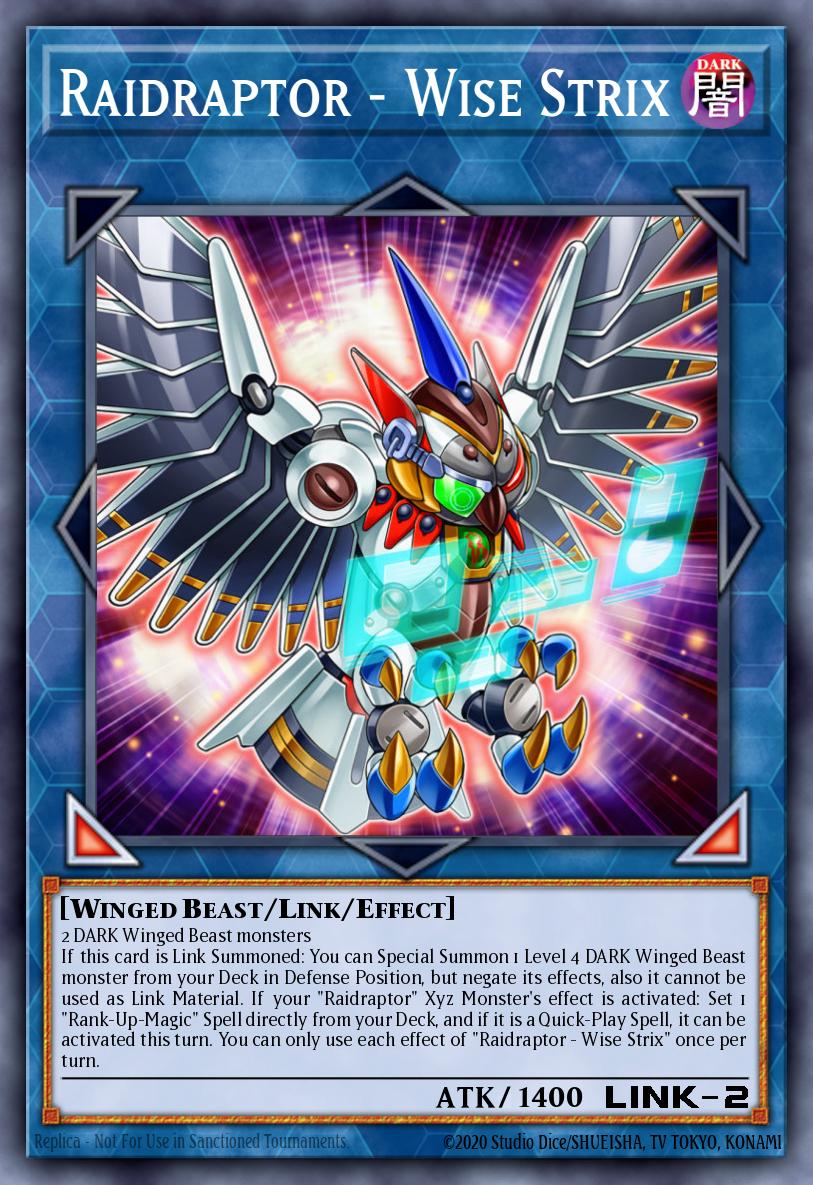 Raidraptor - Wise Strix
DARK
闇
[Winged Beast/Link/Effect]
2 DARK Winged Beast monsters
If this card is Link Summoned: You can Special Summon 1 Level 4 DARK Winged Beast
monster from your Deck in Defense Position, but negate its effects, also it cannot be
used as Link Material. If your "Raidraptor" Xyz Monster's effect is activated: Set 1
"Rank-Up-Magic" Spell directly from your Deck, and if it is a Quick-Play Spell, it can be
activated this turn. You can only use each effect of "Raidraptor - Wise Strix" once per
turn.
ATK/1400 LINK-2
Replica - Not For Use in Sanctioned Tournaments.
©2020 Studio Dice/SHUEISHA, TV TOKYO, KONAMI